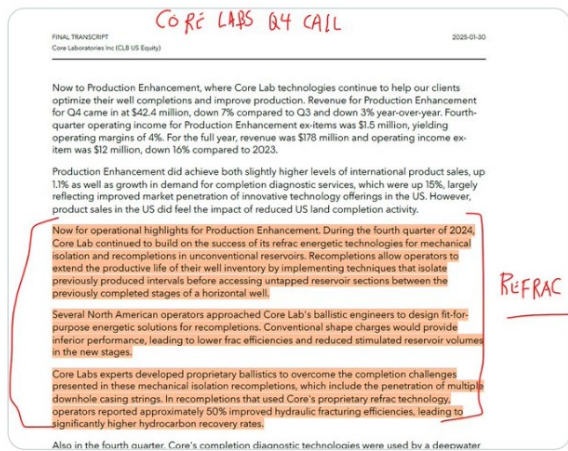 CORE LABS Q4 CALL
FINAL TRANSCRIPT
2025-01-30
Core Laboratories Inc (CLB US Equity)
Now to Production Enhancement, where Core Lab technologies continue to help our clients
optimize their well completions and improve production. Revenue for Production Enhancement
for Q4 came in at $42.4 million, down 7% compared to Q3 and down 3% year-over-year. Fourth-
quarter operating income for Production Enhancement ex-items was $1.5 million, yielding
operating margins of 4%. For the full year, revenue was $178 million and operating income ex-
item was $12 million, down 16% compared to 2023.
Production Enhancement did achieve both slightly higher levels of international product sales, up
1.1% as well as growth in demand for completion diagnostic services, which were up 15%, largely
reflecting improved market penetration of innovative technology offerings in the US. However,
product sales in the US did feel the impact of reduced US land completion activity.
Now for operational highlights for Production Enhancement. During the fourth quarter of 2024,
Core Lab continued to build on the success of its refrac energetic technologies for mechanical
isolation and recompletions in unconventional reservoirs. Recompletions allow operators to
extend the productive life of their well inventory by implementing techniques that isolate
previously produced intervals before accessing untapped reservoir sections between the
previously completed stages of a horizontal well.
REFRAC
Several North American operators approached Core Lab's ballistic engineers to design fit-for-
purpose energetic solutions for recompletions. Conventional shape charges would provide
inferior performance, leading to lower frac efficiencies and reduced stimulated reservoir volumes
in the new stages.
Core Labs experts developed proprietary ballistics to overcome the completion challenges
presented in these mechanical isolation recompletions, which include the penetration of multiple
downhole casing strings. In recompletions that used Core's proprietary refrac technology,
operators reported approximately 50% improved hydraulic fracturing efficiencies, leading to
significantly higher hydrocarbon recovery rates.
Also in the fourth quarter, Core's completion diagnostic technologies were used by a deepwater